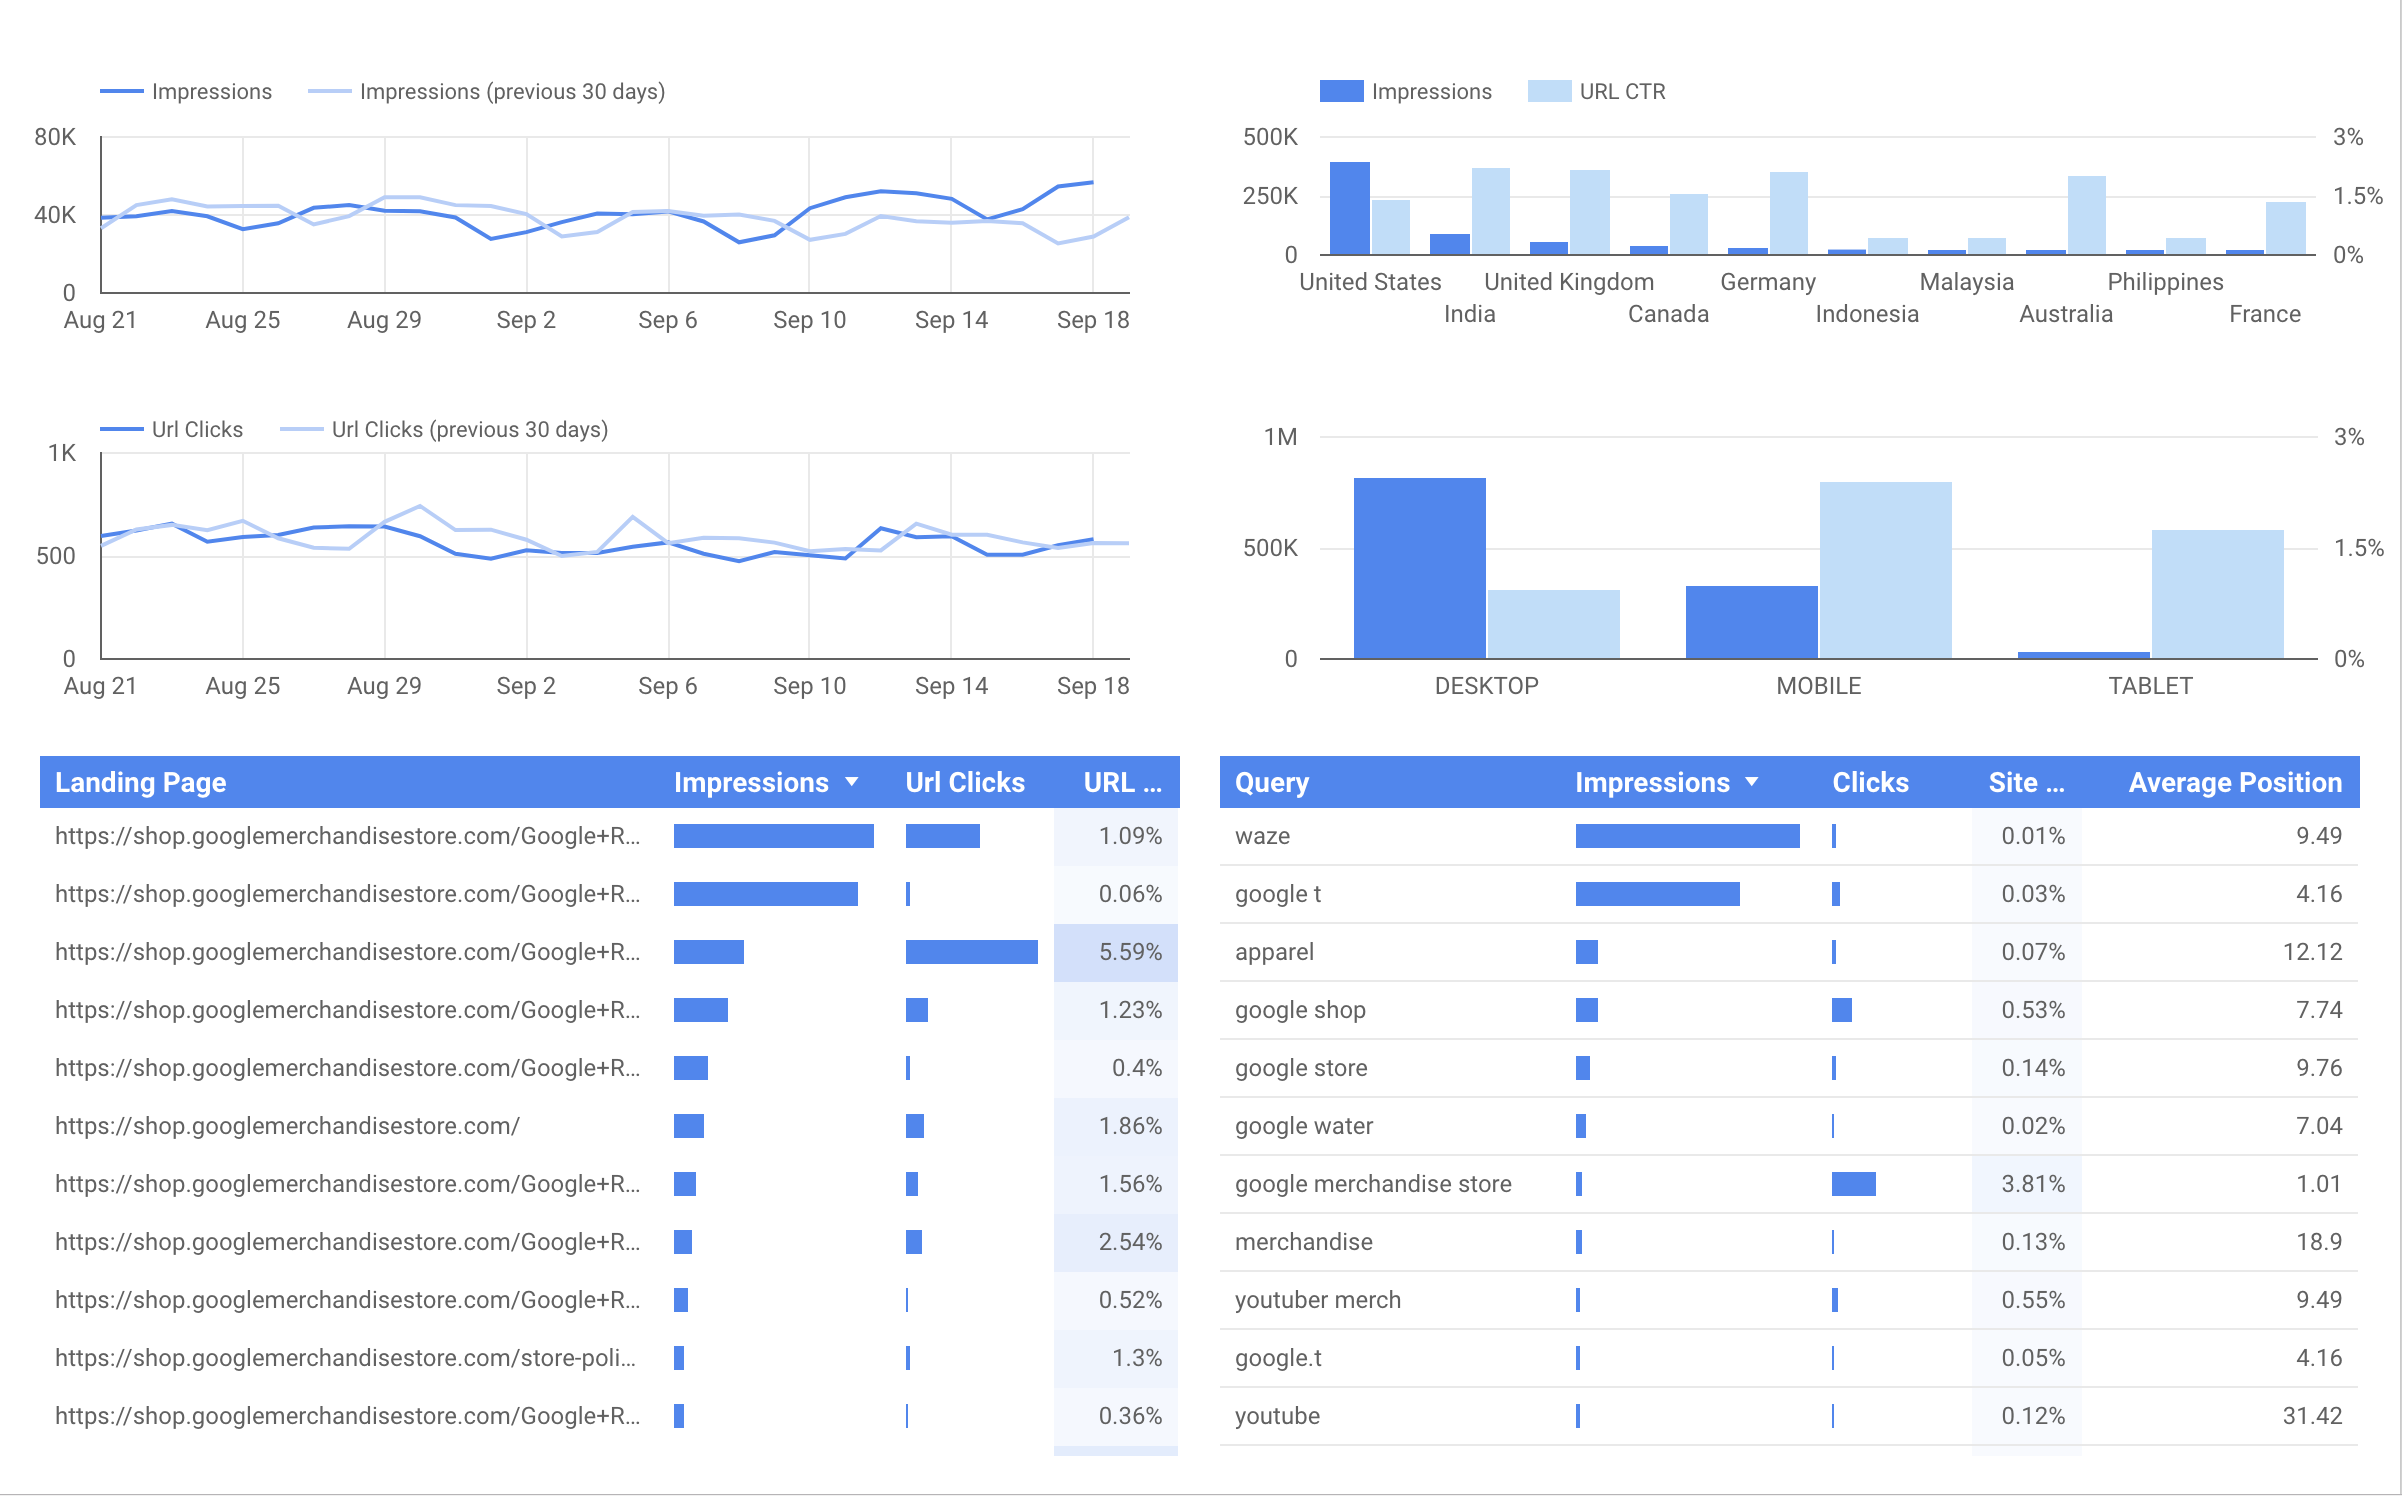 Impressions Impressions (previous 30 days)
80K
40K
0
Aug 21 Aug 25 Aug 29 Sep 2 Sep 6 Sep 10 Sep 14 Sep 18
Impressions URL CTR
500K 3%
250K 1.5%
0 0%
United States United Kingdom Germany Malaysia Philippines
India Canada Indonesia Australia France
Url Clicks Url Clicks (previous 30 days)
1K
500
0
Aug 21 Aug 25 Aug 29 Sep 2 Sep 6 Sep 10 Sep 14 Sep 18
1M 3%
500K 1.5%
0 0%
DESKTOP MOBILE TABLET
Landing Page Impressions Url Clicks URL ...
https://shop.googlemerchandisestore.com/Google+R... 1.09%
https://shop.googlemerchandisestore.com/Google+R... 0.06%
https://shop.googlemerchandisestore.com/Google+R... 5.59%
https://shop.googlemerchandisestore.com/Google+R... 1.23%
https://shop.googlemerchandisestore.com/Google+R... 0.4%
https://shop.googlemerchandisestore.com/ 1.86%
https://shop.googlemerchandisestore.com/Google+R... 1.56%
https://shop.googlemerchandisestore.com/Google+R... 2.54%
https://shop.googlemerchandisestore.com/Google+R... 0.52%
https://shop.googlemerchandisestore.com/store-poli... 1.3%
https://shop.googlemerchandisestore.com/Google+R... 0.36%
Query Impressions Clicks Site ... Average Position
waze 0.01% 9.49
google t 0.03% 4.16
apparel 0.07% 12.12
google shop 0.53% 7.74
google store 0.14% 9.76
google water 0.02% 7.04
google merchandise store 3.81% 1.01
merchandise 0.13% 18.9
youtuber merch 0.55% 9.49
google.t 0.05% 4.16
youtube 0.12% 31.42